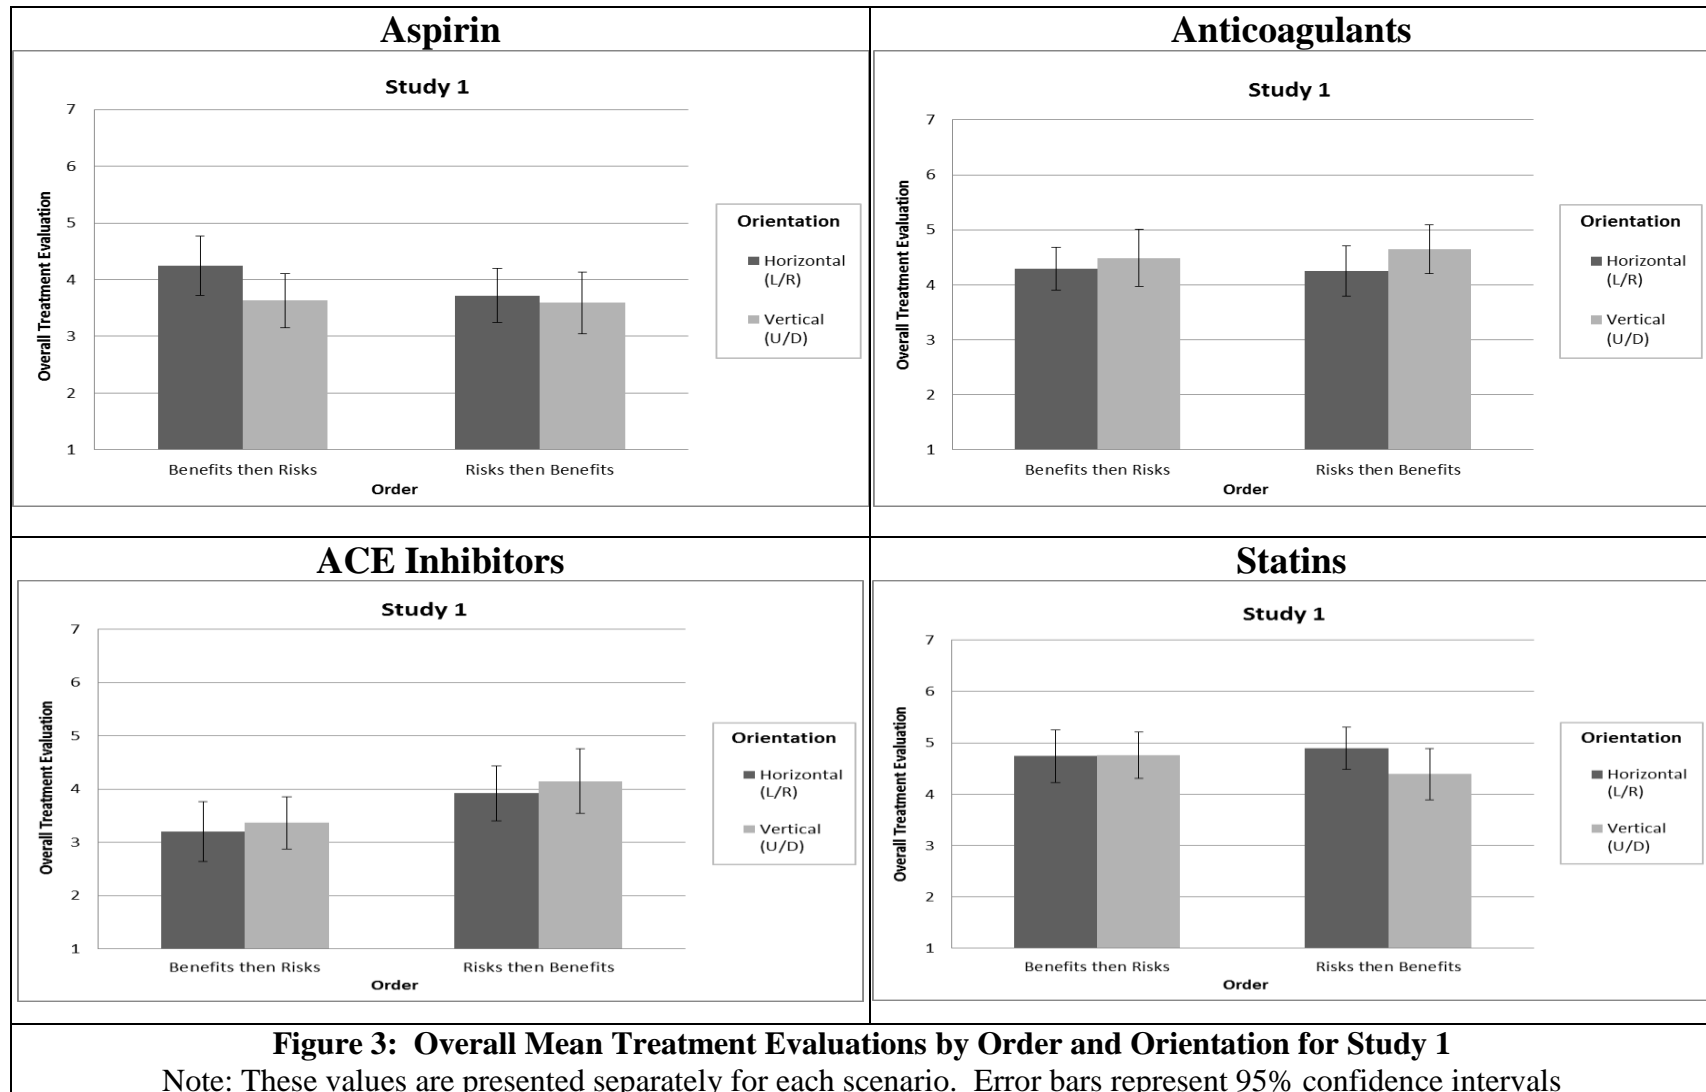 Aspirin
Study 1
7
6
5
4
3
2
1
Overall Treatment Evaluation
Benefits then Risks
Risks then Benefits
Order
Orientation
Horizontal
(L/R)
Vertical
(U/D)
Anticoagulants
Study 1
7
6
5
4
3
2
1
Overall Treatment Evaluation
Benefits then Risks
Risks then Benefits
Order
Orientation
Horizontal
(L/R)
Vertical
(U/D)
ACE Inhibitors
Study 1
7
6
5
4
3
2
1
Overall Treatment Evaluation
Benefits then Risks
Risks then Benefits
Order
Orientation
Horizontal
(L/R)
Vertical
(U/D)
Statins
Study 1
7
6
5
4
3
2
1
Overall Treatment Evaluation
Benefits then Risks
Risks then Benefits
Order
Orientation
Horizontal
(L/R)
Vertical
(U/D)
Figure 3: Overall Mean Treatment Evaluations by Order and Orientation for Study 1
Note: These values are presented separately for each scenario. Error bars represent 95% confidence intervals